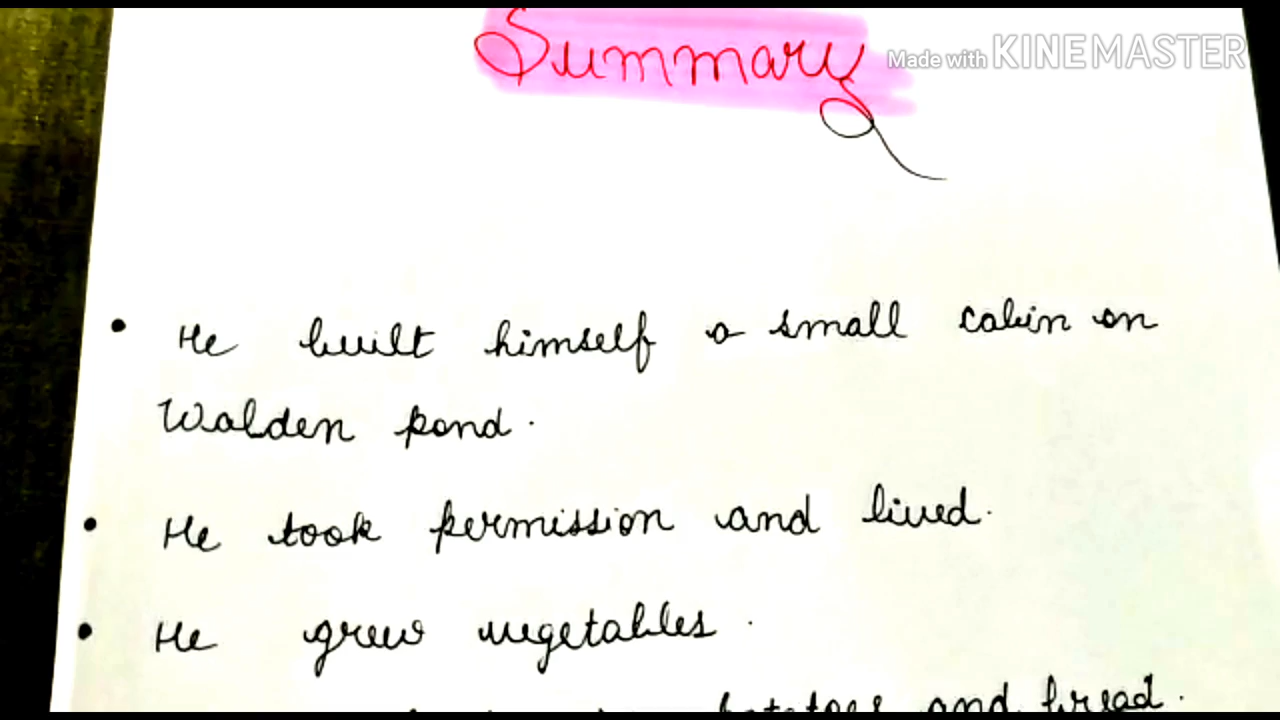 Summary
Made with KINEMASTER
• He built himself a small cabin on
Walden pond.
• He took permission and lived.
• He grew vegetables.
potatoes and bread.